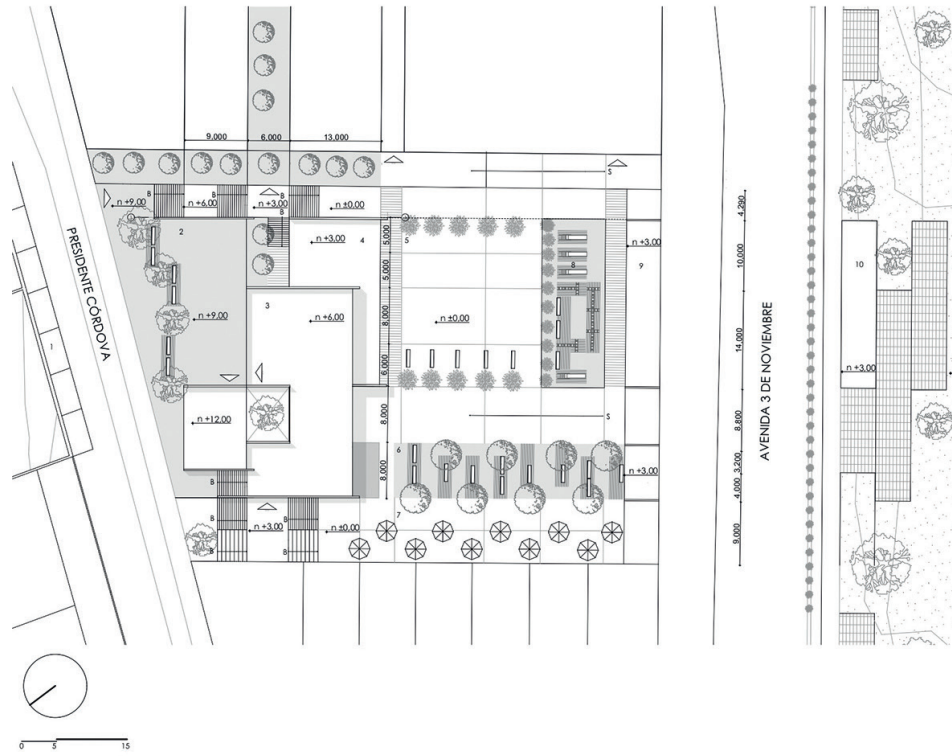 9,000 6,000 13,000
S
B
n +9,00 n +6,00 B n +3,00 B n ±0,00
B
2 n +3,00 4 5 5,000 8 n +3,00 9
4,290
10,000
PRESIDENTE CÓRDOVA
3
n +9,00 n +6,00 8,000 n ±0,00
10
1
14,000
AVENIDA 3 DE NOVIEMBRE
6,000
n +3,00
n +12,00 8,000 S
8,800
6
B 8,000 n +3,00
3,200
4,000
7
B B n +3,00 n ±0,00
9,000
B B
0 5 15